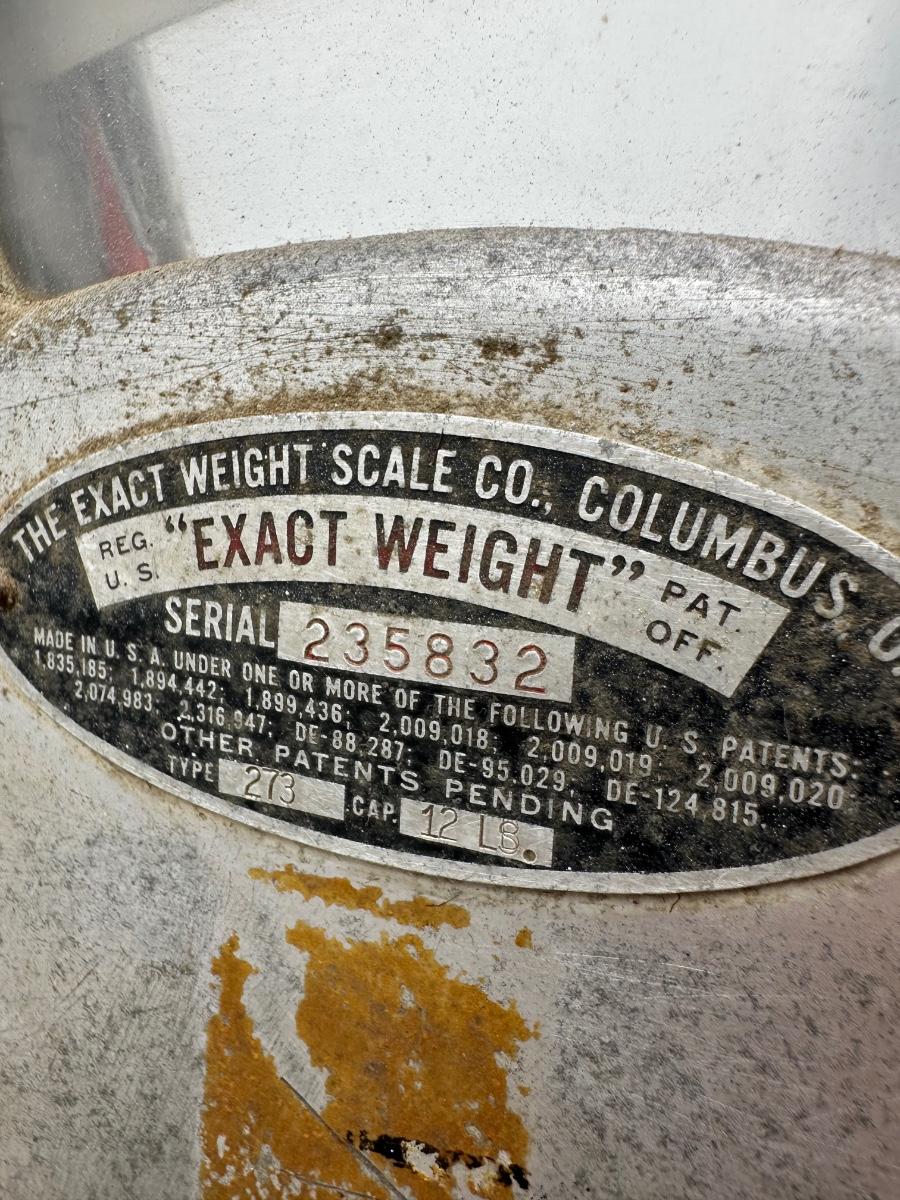 THE EXACT WEIGHT SCALE CO., COLUMBUS, O.
REG. U. S. "EXACT WEIGHT" PAT. OFF.
SERIAL 235832
MADE IN U. S. A. UNDER ONE OR MORE OF THE FOLLOWING U. S. PATENTS:
1,835,185; 1,894,442; 1,899,436; 2,009,018; 2,009,019; 2,009,020
2,074,983; 2,316,947; DE-88,287; DE-95,029, DE-124,815.
OTHER PATENTS PENDING
TYPE 273 CAP. 12 LB.